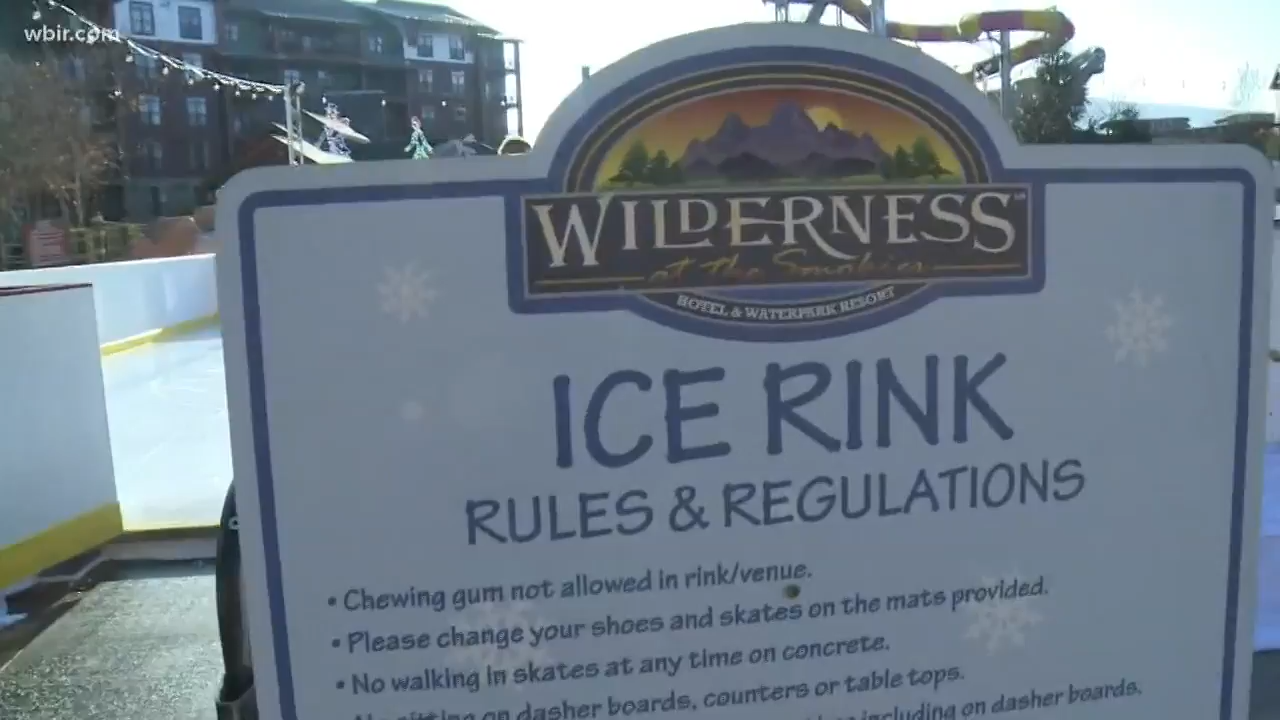 wbir.com
WILDERNESS
at the Smokies
HOTEL & WATERPARK RESORT
ICE RINK
RULES & REGULATIONS
• Chewing gum not allowed in rink/venue.
• Please change your shoes and skates on the mats provided.
• No walking in skates at any time on concrete.
• No sitting on dasher boards, counters or table tops.
including on dasher boards.